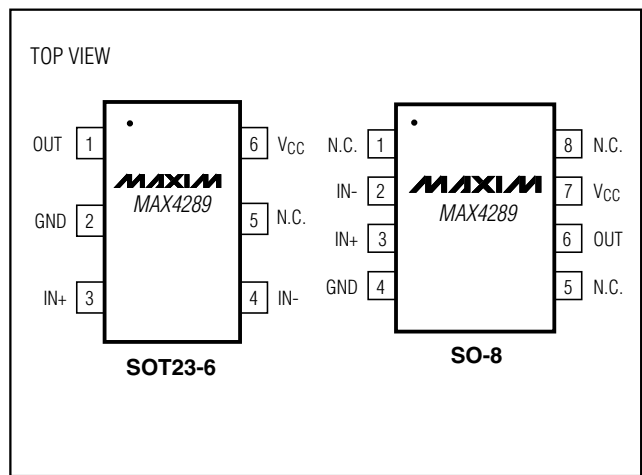 TOP VIEW
OUT 1
GND 2
IN+ 3
6 VCC
5 N.C.
4 IN-
MAXIM
MAX4289
SOT23-6
N.C. 1
IN- 2
IN+ 3
GND 4
8 N.C.
7 VCC
6 OUT
5 N.C.
MAXIM
MAX4289
SO-8